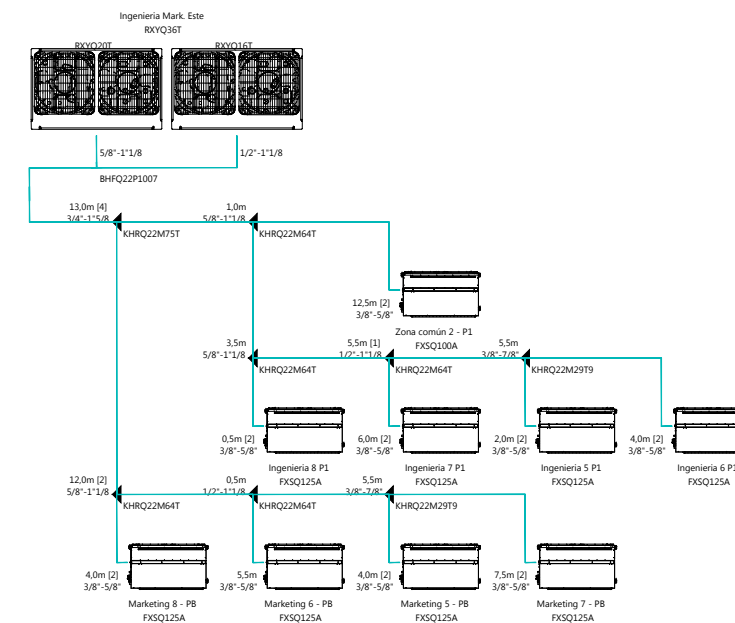 Ingenieria Mark. Este
RXYQ36T
RXYQ20T
RXYQ16T
5/8"-1"1/8
1/2"-1"1/8
BHFQ22P1007
13,0m [4]
3/4"-1"5/8
KHRQ22M75T
1,0m
5/8"-1"1/8
KHRQ22M64T
12,5m [2]
3/8"-5/8"
Zona común 2 - P1
FXSQ100A
3,5m
5/8"-1"1/8
KHRQ22M64T
5,5m [1]
1/2"-1"1/8
KHRQ22M64T
5,5m
3/8"-7/8"
KHRQ22M29T9
0,5m [2]
3/8"-5/8"
Ingenieria 8 P1
FXSQ125A
6,0m [2]
3/8"-5/8"
Ingenieria 7 P1
FXSQ125A
2,0m [2]
3/8"-5/8"
Ingenieria 5 P1
FXSQ125A
4,0m [2]
3/8"-5/8"
Ingenieria 6 P1
FXSQ125A
12,0m [2]
5/8"-1"1/8
KHRQ22M64T
0,5m
1/2"-1"1/8
KHRQ22M64T
5,5m
3/8"-7/8"
KHRQ22M29T9
4,0m [2]
3/8"-5/8"
Marketing 8 - PB
FXSQ125A
5,5m
3/8"-5/8"
Marketing 6 - PB
FXSQ125A
4,0m [2]
3/8"-5/8"
Marketing 5 - PB
FXSQ125A
7,5m [2]
3/8"-5/8"
Marketing 7 - PB
FXSQ125A